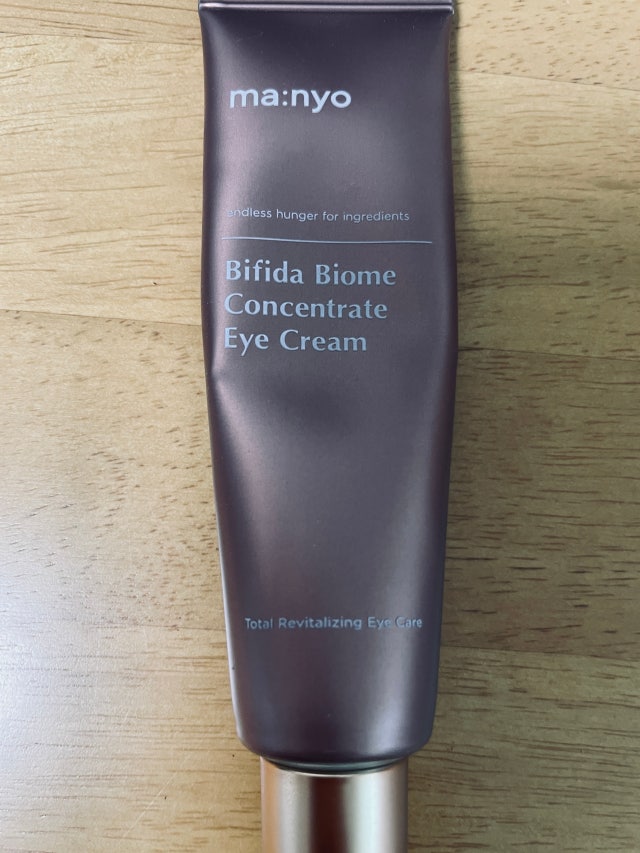 ma:nyo
endless hunger for ingredients
Bifida Biome
Concentrate
Eye Cream
Total Revitalizing Eye Care